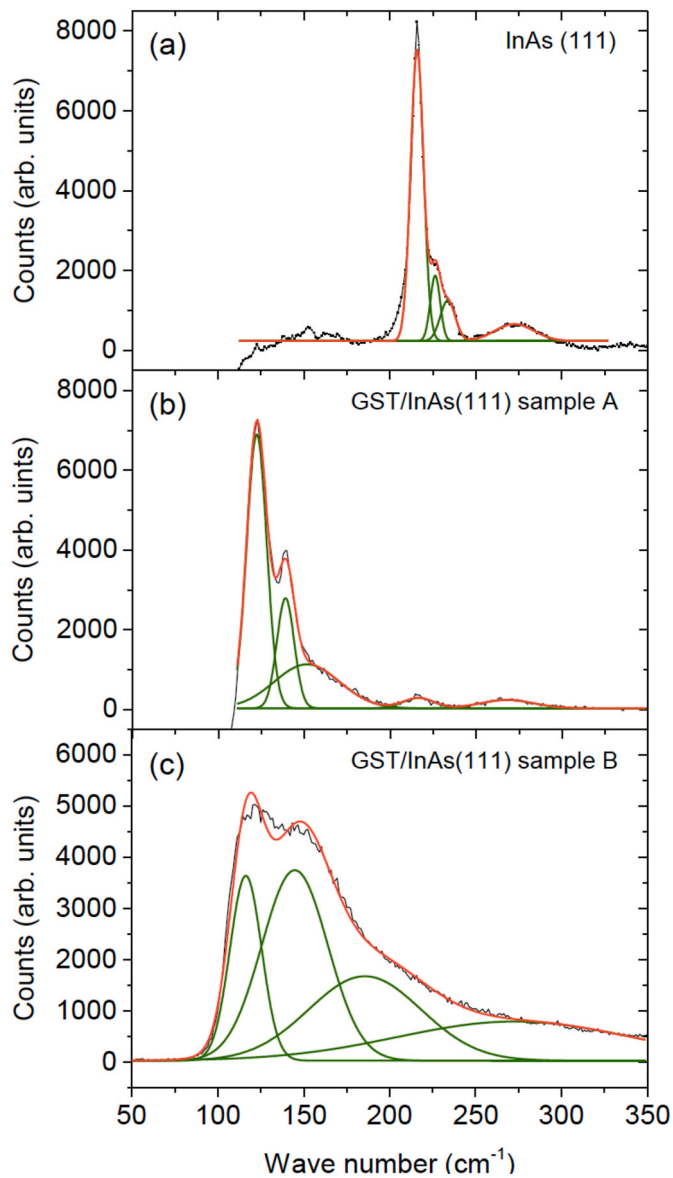 (a)
InAs (111)
8000
6000
4000
2000
0
Counts (arb. units)
(b)
GST/InAs(111) sample A
8000
6000
4000
2000
0
Counts (arb. uints)
(c)
GST/InAs(111) sample B
6000
5000
4000
3000
2000
1000
0
Counts (arb. units)
50 100 150 200 250 300 350
Wave number (cm⁻¹)